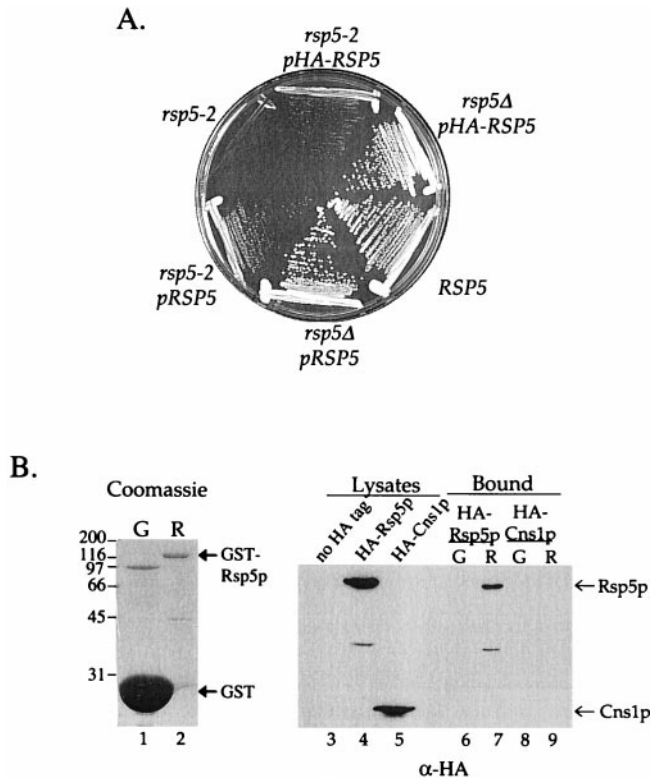 A.
rsp5-2
pHA-RSP5
rsp5Δ
pHA-RSP5
rsp5-2
RSP5
rsp5-2
pRSP5
rsp5Δ
pRSP5
B.
Coomassie
G R
200
116
97
66
45
31
GST-
Rsp5p
GST
1 2
Lysates Bound
no HA tag
HA-Rsp5p
HA-Cns1p
HA-
Rsp5p
HA-
Cns1p
G R G R
Rsp5p
Cns1p
3 4 5 6 7 8 9
α-HA